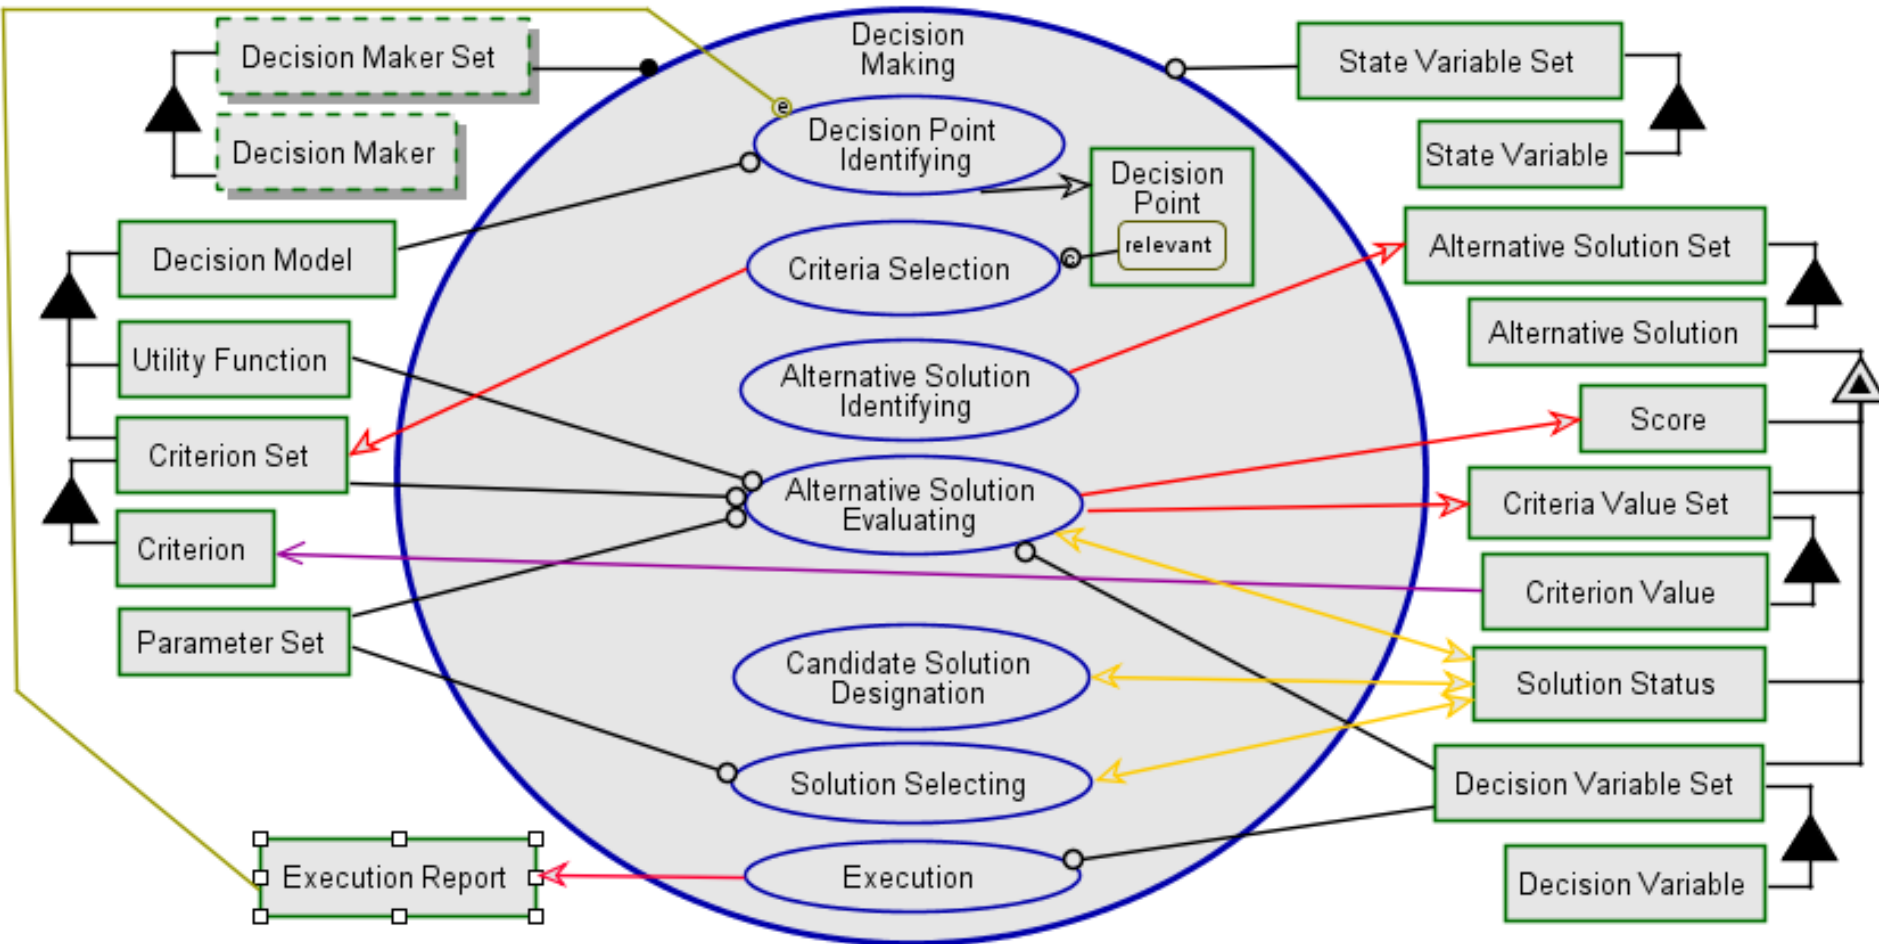 Decision
Making
Decision Maker Set
Decision Maker
State Variable Set
State Variable
e
Decision Point
Identifying
Decision
Point
relevant
c
Decision Model
Criteria Selection
Alternative Solution Set
Alternative Solution
Utility Function
Alternative Solution
Identifying
Score
Criterion Set
Alternative Solution
Evaluating
Criteria Value Set
Criterion
Criterion Value
Parameter Set
Candidate Solution
Designation
Solution Status
Solution Selecting
Decision Variable Set
Execution Report
Execution
Decision Variable